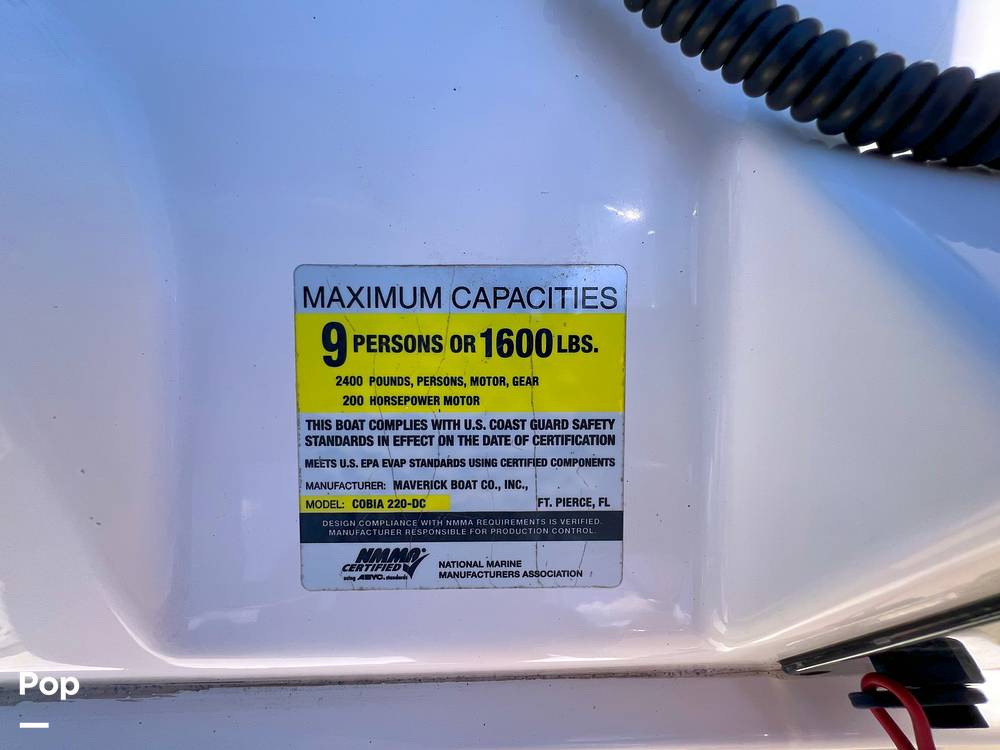 MAXIMUM CAPACITIES
9 PERSONS OR 1600 LBS.
2400 POUNDS, PERSONS, MOTOR, GEAR
200 HORSEPOWER MOTOR
THIS BOAT COMPLIES WITH U.S. COAST GUARD SAFETY
STANDARDS IN EFFECT ON THE DATE OF CERTIFICATION
MEETS U.S. EPA EVAP STANDARDS USING CERTIFIED COMPONENTS
MANUFACTURER: MAVERICK BOAT CO., INC.,
MODEL: COBIA 220-DC FT. PIERCE, FL
DESIGN COMPLIANCE WITH NMMA REQUIREMENTS IS VERIFIED.
MANUFACTURER RESPONSIBLE FOR PRODUCTION CONTROL.
NMMA®
CERTIFIED
using ABYC. standards
NATIONAL MARINE
MANUFACTURERS ASSOCIATION
Pop